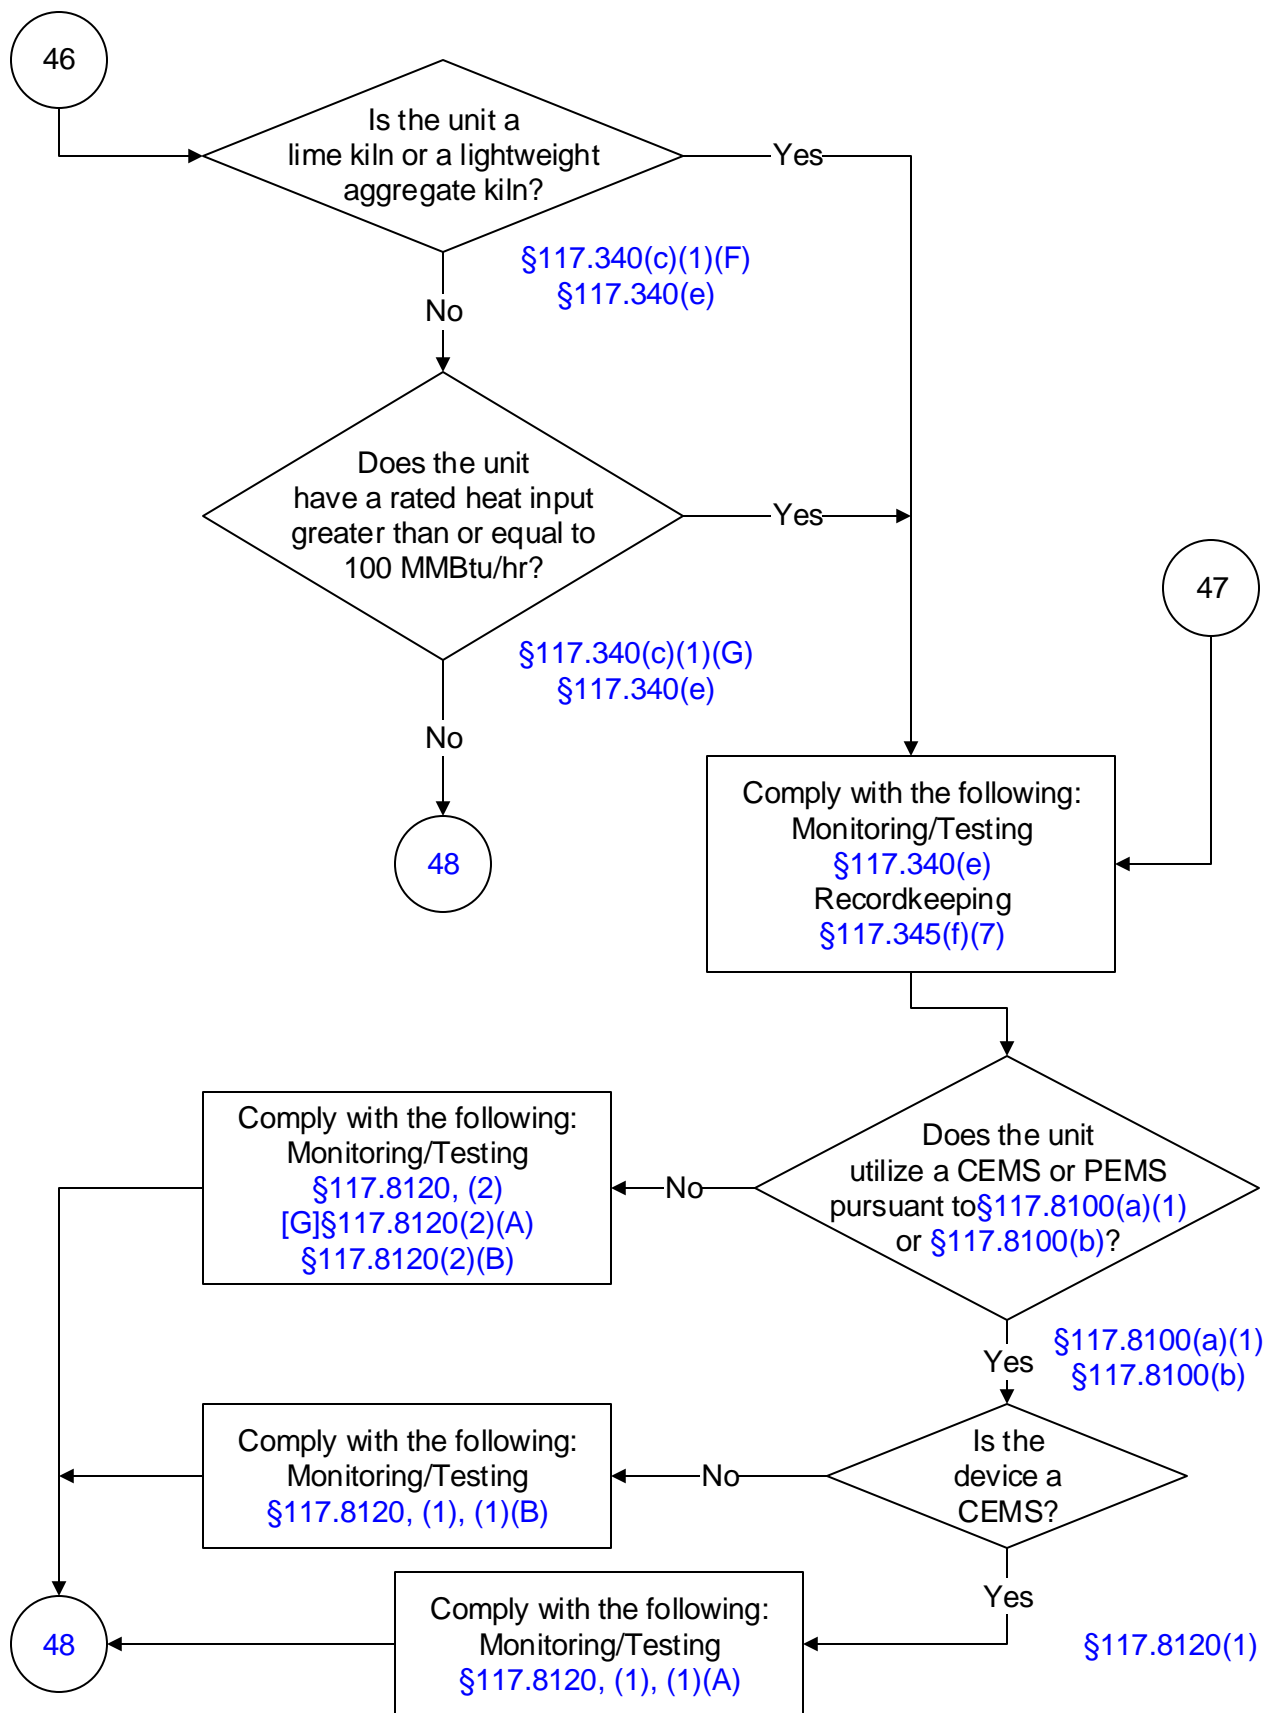 46
Is the unit a
lime kiln or a lightweight
aggregate kiln?
Yes
§117.340(c)(1)(F)
§117.340(e)
No
Does the unit
have a rated heat input
greater than or equal to
100 MMBtu/hr?
Yes
47
§117.340(c)(1)(G)
§117.340(e)
No
48
Comply with the following:
Monitoring/Testing
§117.340(e)
Recordkeeping
§117.345(f)(7)
Does the unit
utilize a CEMS or PEMS
pursuant to§117.8100(a)(1)
or §117.8100(b)?
No
Comply with the following:
Monitoring/Testing
§117.8120, (2)
[G]§117.8120(2)(A)
§117.8120(2)(B)
Yes
§117.8100(a)(1)
§117.8100(b)
Is the
device a
CEMS?
No
Comply with the following:
Monitoring/Testing
§117.8120, (1), (1)(B)
Yes
§117.8120(1)
Comply with the following:
Monitoring/Testing
§117.8120, (1), (1)(A)
48